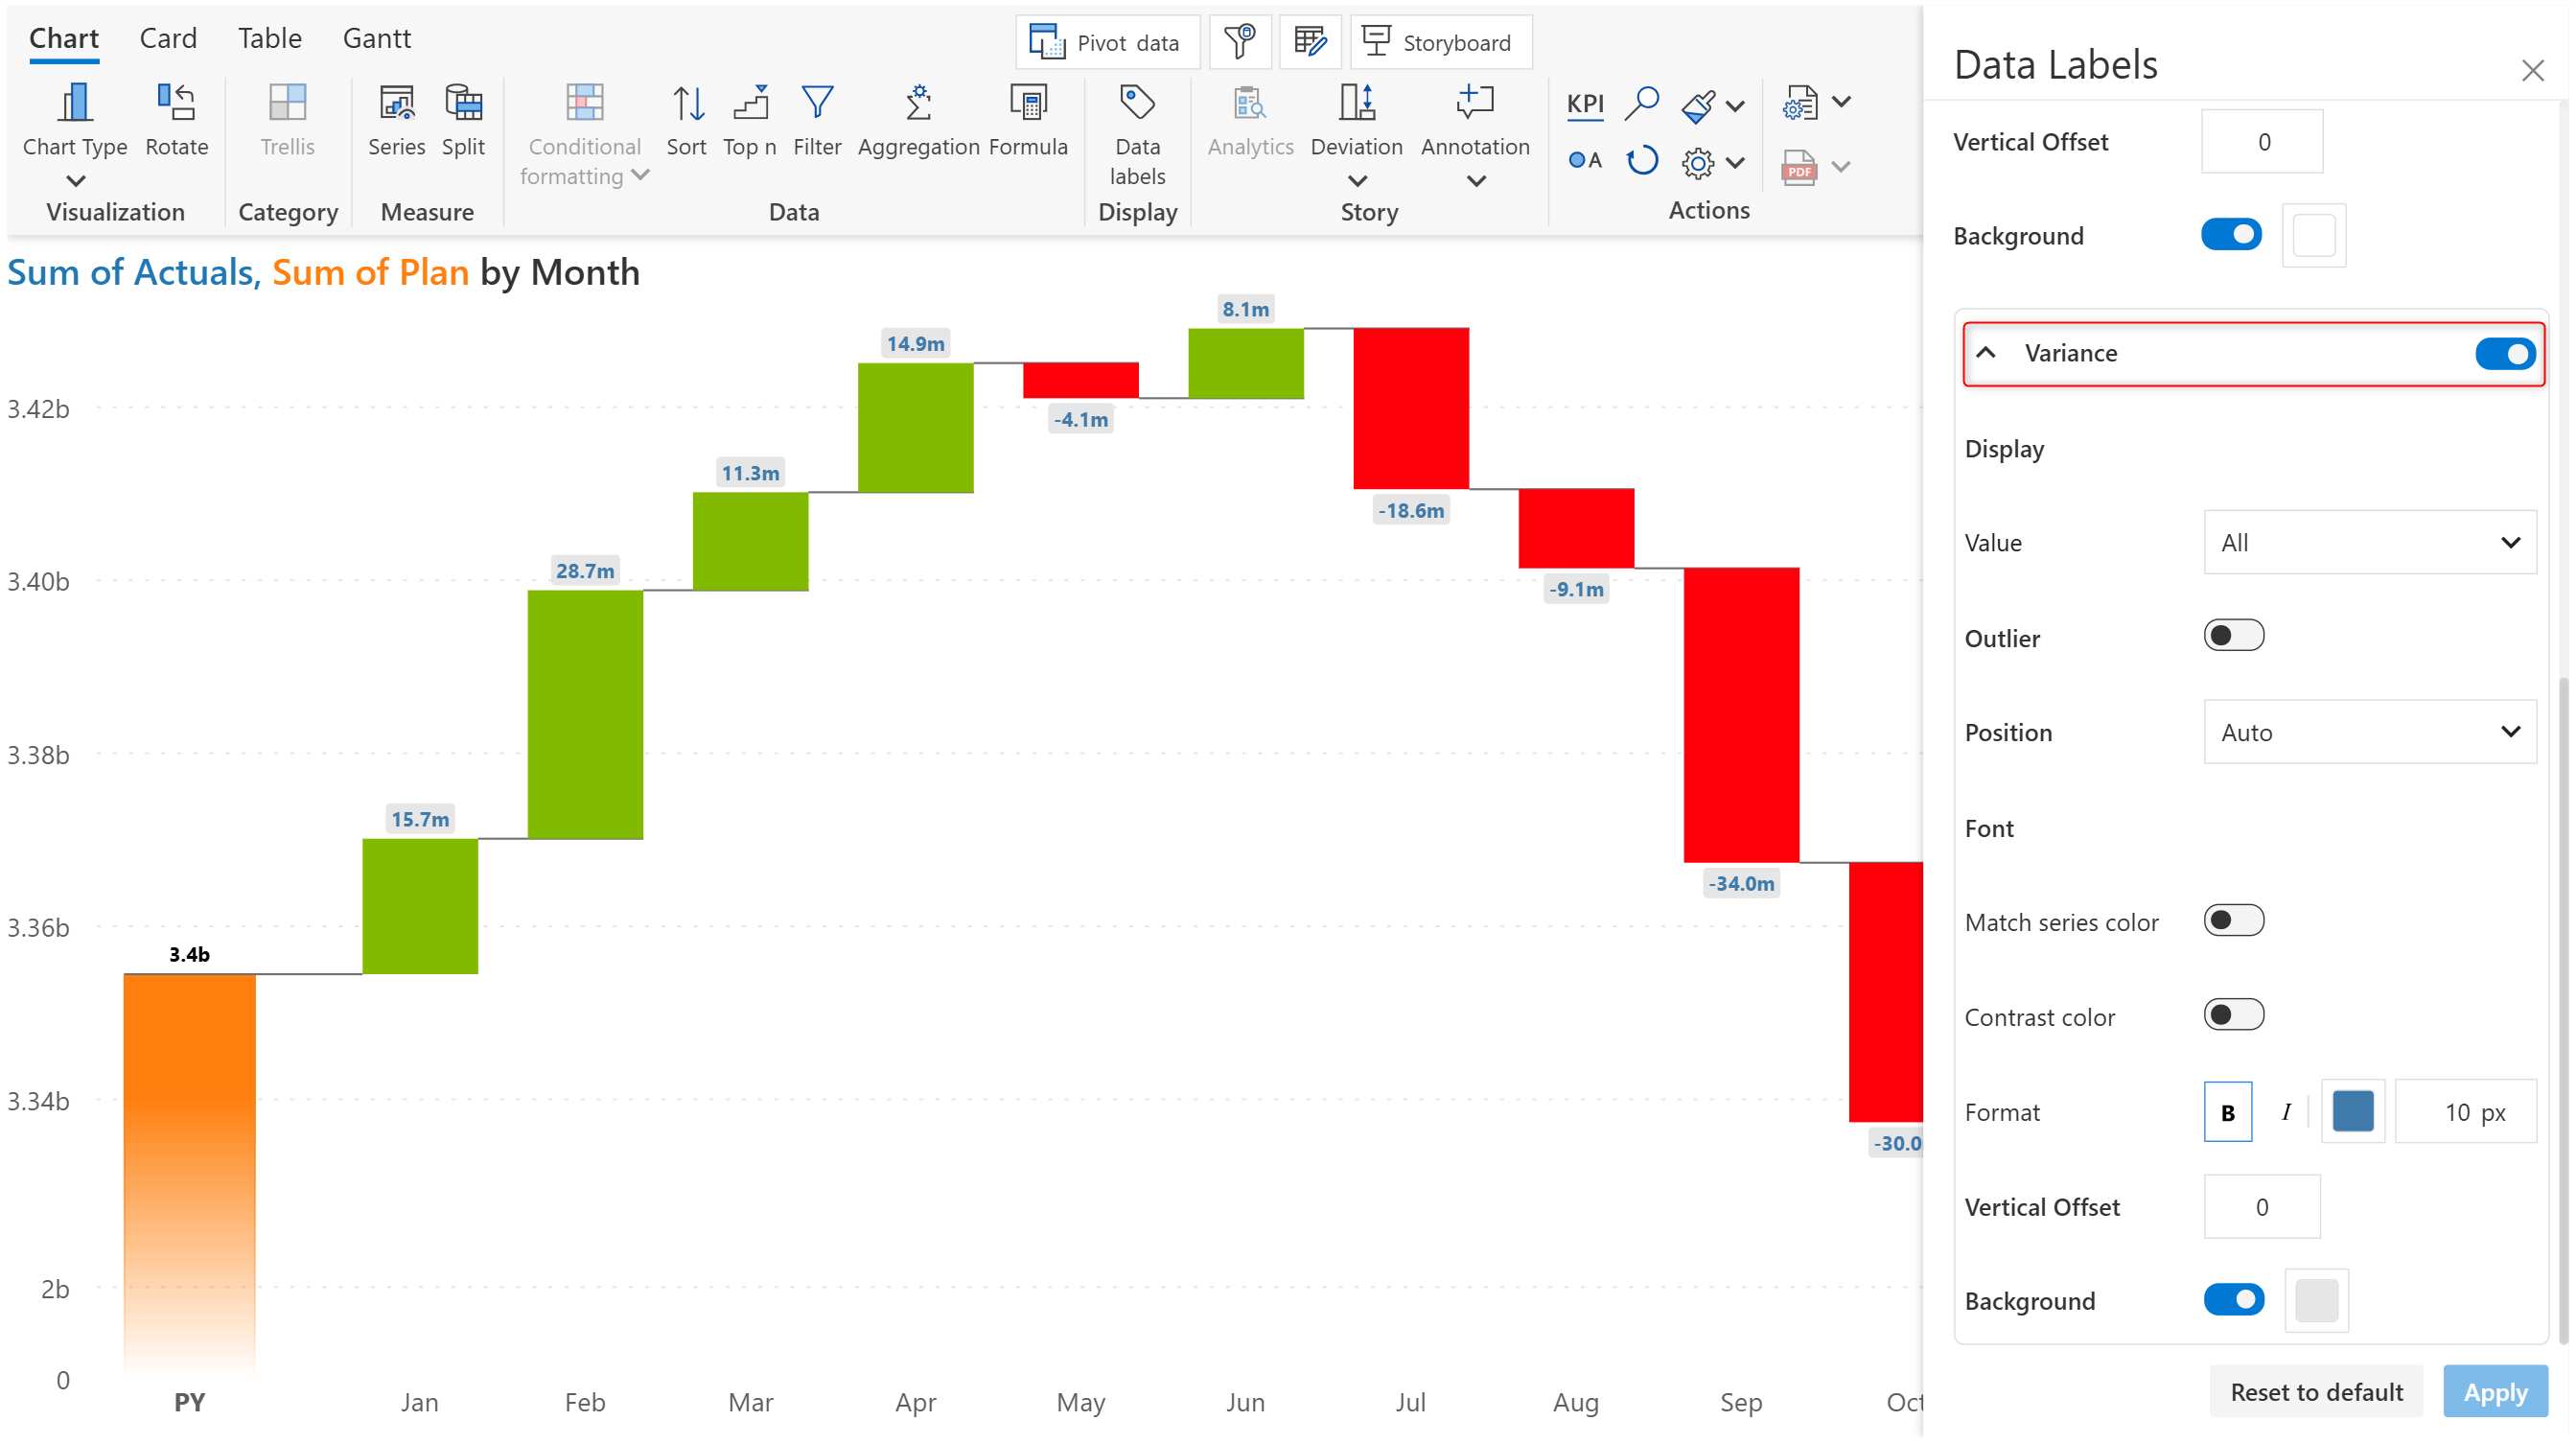 Chart Card Table Gantt
Pivot data
Storyboard
Chart Type
Rotate
Visualization
Trellis
Category
Series
Split
Measure
Conditional
formatting
Sort
Top n
Filter
Aggregation
Formula
Data
Data
labels
Display
Analytics
Deviation
Annotation
Story
KPI
A
PDF
Actions
Sum of Actuals, Sum of Plan by Month
3.42b
3.40b
3.38b
3.36b
3.34b
2b
0
3.4b
15.7m
28.7m
11.3m
14.9m
-4.1m
8.1m
-18.6m
-9.1m
-34.0m
-30.0
PY
Jan
Feb
Mar
Apr
May
Jun
Jul
Aug
Sep
Oct
Data Labels
Vertical Offset 0
Background
Variance
Display
Value All
Outlier
Position Auto
Font
Match series color
Contrast color
Format B I 10 px
Vertical Offset 0
Background
Reset to default Apply